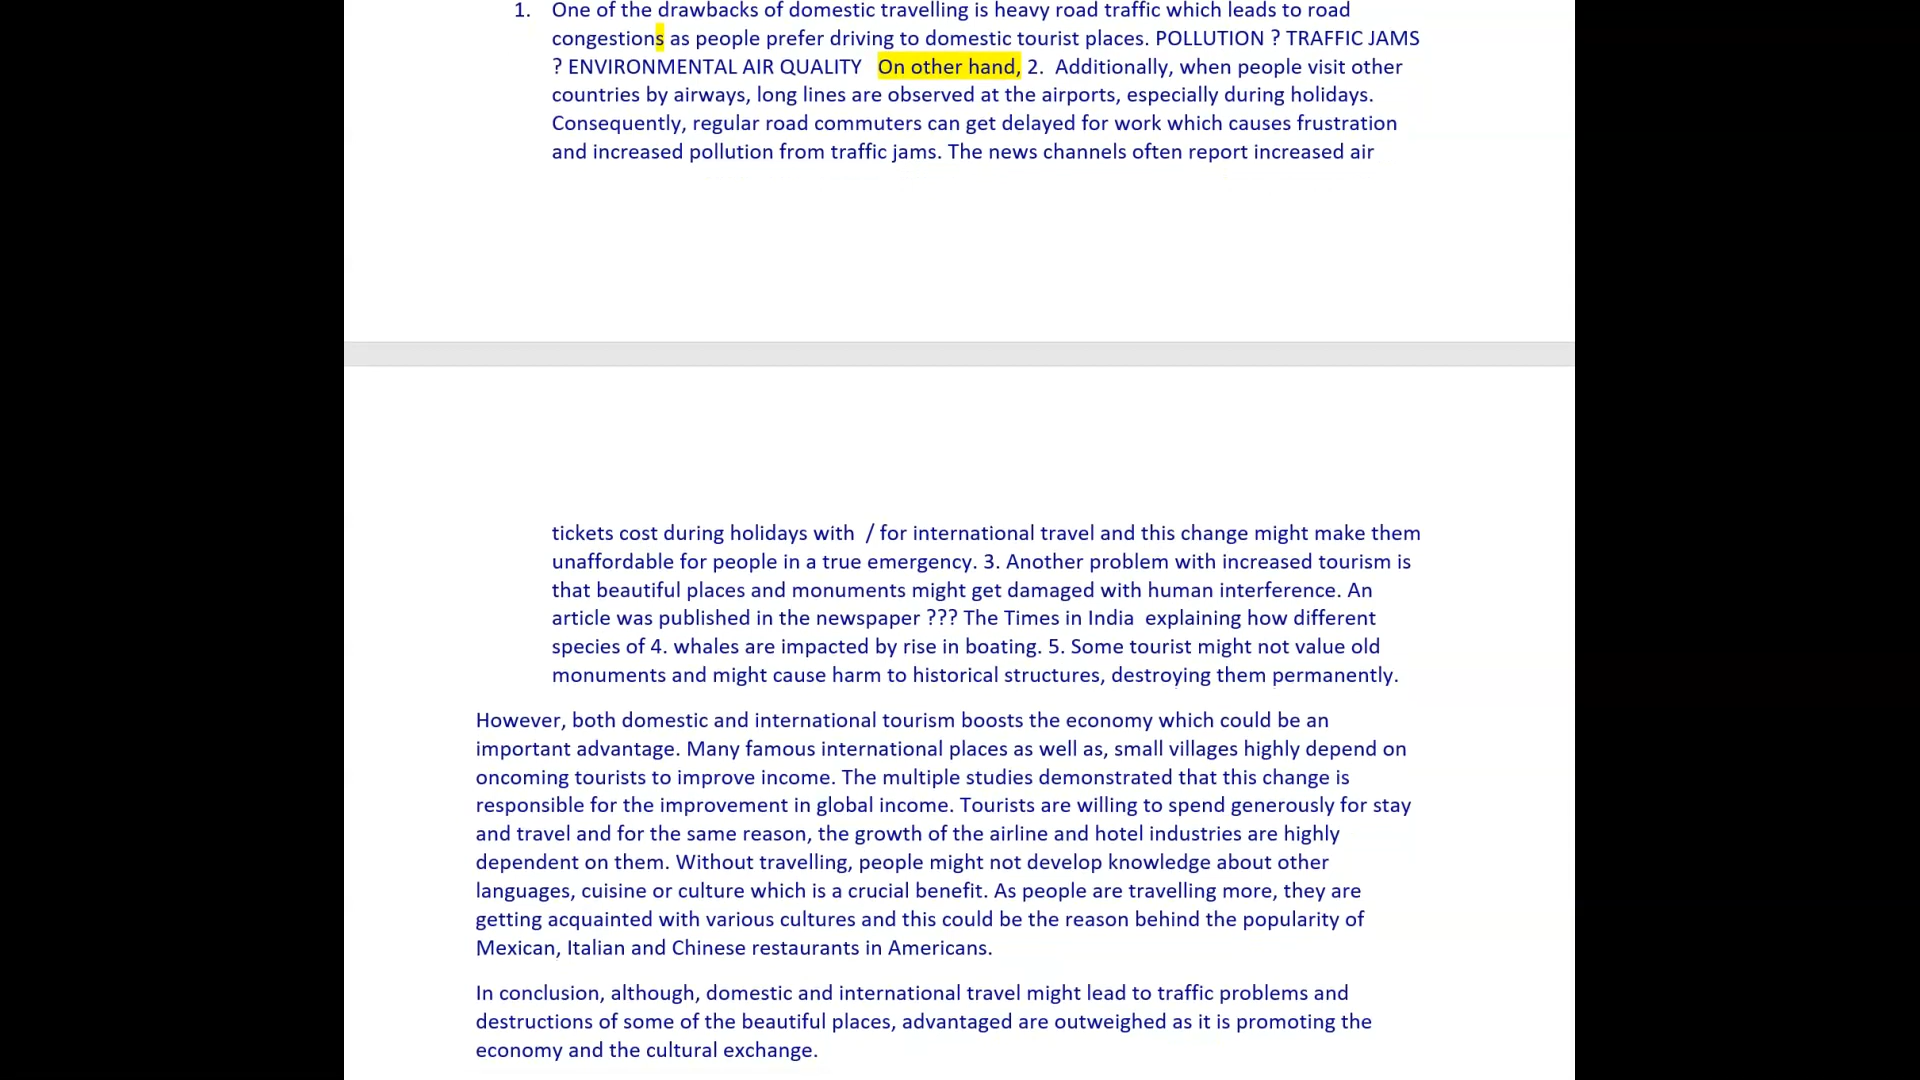 1. One of the drawbacks of domestic travelling is heavy road traffic which leads to road
congestions as people prefer driving to domestic tourist places. POLLUTION ? TRAFFIC JAMS
? ENVIRONMENTAL AIR QUALITY On other hand, 2. Additionally, when people visit other
countries by airways, long lines are observed at the airports, especially during holidays.
Consequently, regular road commuters can get delayed for work which causes frustration
and increased pollution from traffic jams. The news channels often report increased air
tickets cost during holidays with / for international travel and this change might make them
unaffordable for people in a true emergency. 3. Another problem with increased tourism is
that beautiful places and monuments might get damaged with human interference. An
article was published in the newspaper ??? The Times in India explaining how different
species of 4. whales are impacted by rise in boating. 5. Some tourist might not value old
monuments and might cause harm to historical structures, destroying them permanently.
However, both domestic and international tourism boosts the economy which could be an
important advantage. Many famous international places as well as, small villages highly depend on
oncoming tourists to improve income. The multiple studies demonstrated that this change is
responsible for the improvement in global income. Tourists are willing to spend generously for stay
and travel and for the same reason, the growth of the airline and hotel industries are highly
dependent on them. Without travelling, people might not develop knowledge about other
languages, cuisine or culture which is a crucial benefit. As people are travelling more, they are
getting acquainted with various cultures and this could be the reason behind the popularity of
Mexican, Italian and Chinese restaurants in Americans.
In conclusion, although, domestic and international travel might lead to traffic problems and
destructions of some of the beautiful places, advantaged are outweighed as it is promoting the
economy and the cultural exchange.